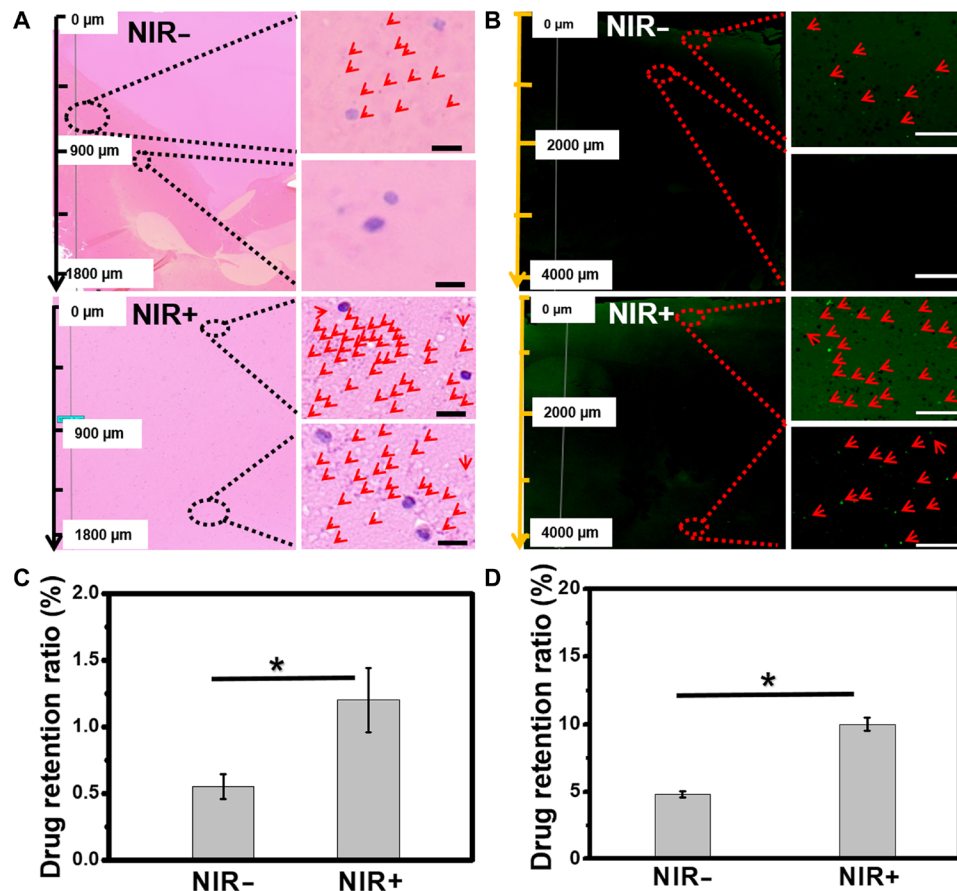 A
0 µm
NIR–
900 µm
1800 µm
0 µm
NIR+
900 µm
1800 µm
B
0 µm
NIR–
2000 µm
4000 µm
0 µm
NIR+
2000 µm
4000 µm
C
Drug retention ratio (%)
2.0
1.5
1.0
0.5
0.0
*
NIR–
NIR+
D
Drug retention ratio (%)
20
15
10
5
0
*
NIR–
NIR+